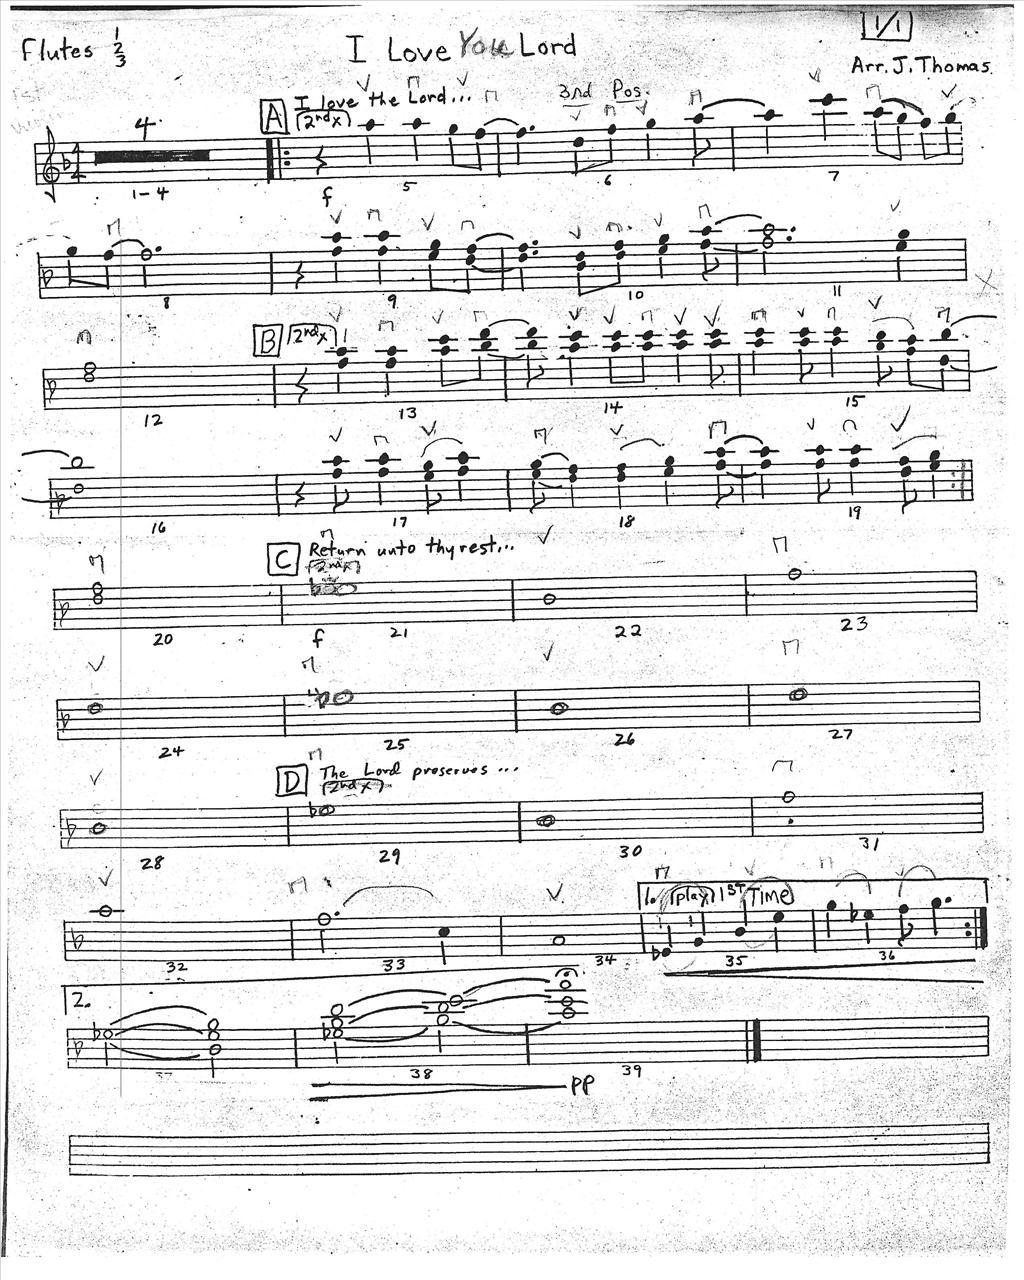 Flutes 1 2 3
I Love You Lord
1/1
Arr. J. Thomas
A I love the Lord...
(2nd x)
3rd Pos.
4
1-4 f 5 6 7
8 9 10 11
B (2nd x)
12 13 14 15
16 17 18 19
C Return unto thy rest...
(2nd x)
20 f 21 22 23
24 25 26 27
D The Lord preserves...
(2nd x)
28 29 30 31
1. (play) 1ST Time
32 33 34 35 36
2.
37 38 39
pp